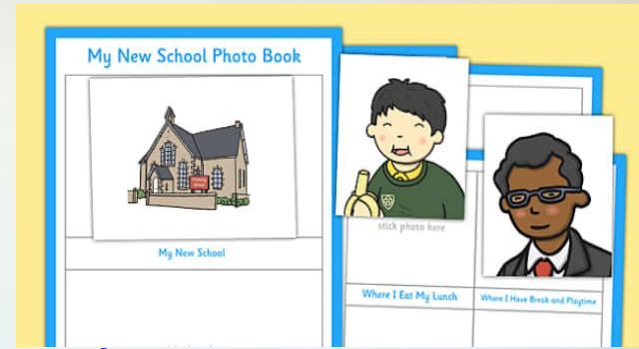 My New School Photo Book
My New School
stick photo here
Where I Eat My Lunch
Where I Have Break and Playtime